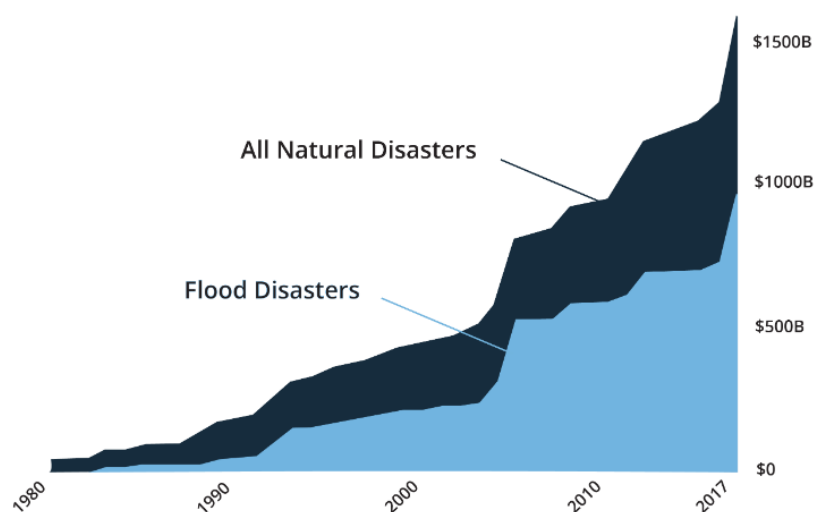 $1500B
All Natural Disasters
$1000B
Flood Disasters
$500B
$0
1980
1990
2000
2010
2017